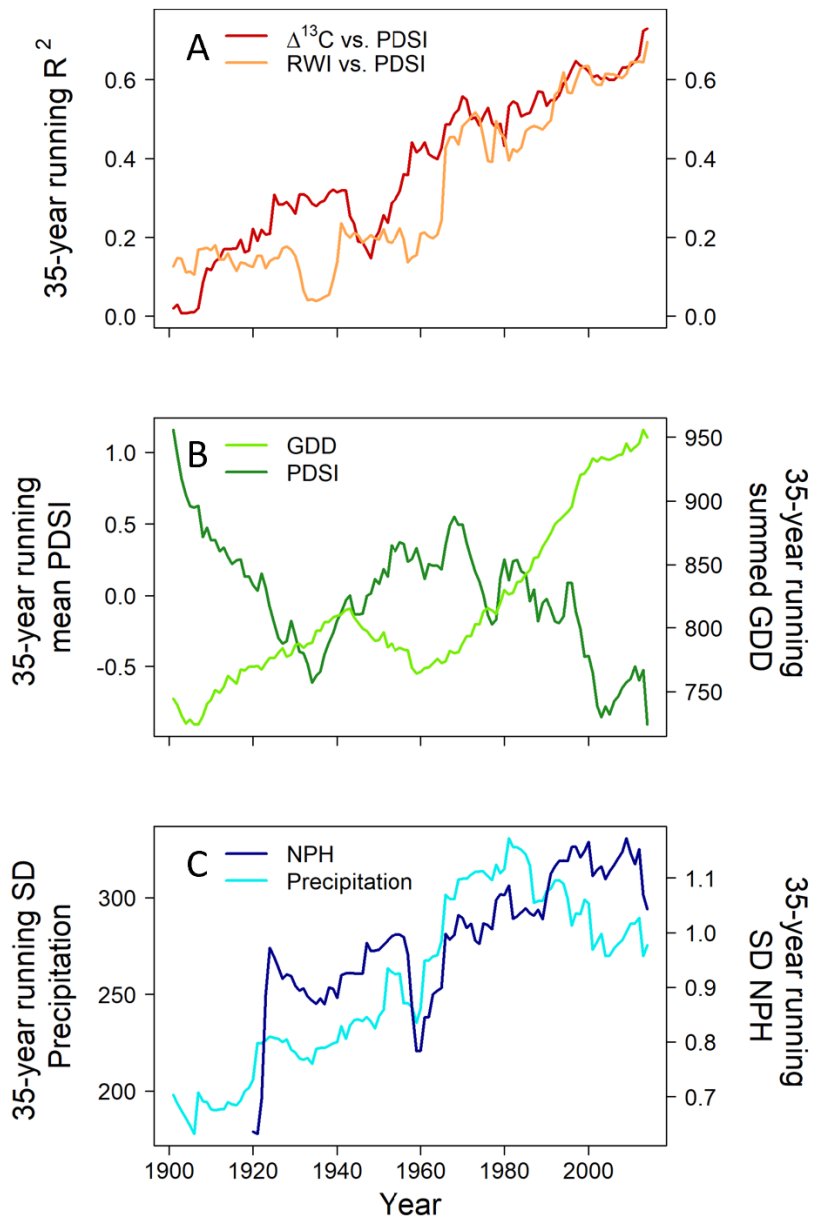 A
Δ¹³C vs. PDSI
RWI vs. PDSI
35-year running R²
0.6
0.4
0.2
0.0
0.6
0.4
0.2
0.0
B
GDD
PDSI
35-year running
mean PDSI
1.0
0.5
0.0
-0.5
950
900
850
800
750
35-year running
summed GDD
C
NPH
Precipitation
35-year running SD
Precipitation
300
250
200
1.1
1.0
0.9
0.8
0.7
35-year running
SD NPH
1900 1920 1940 1960 1980 2000
Year